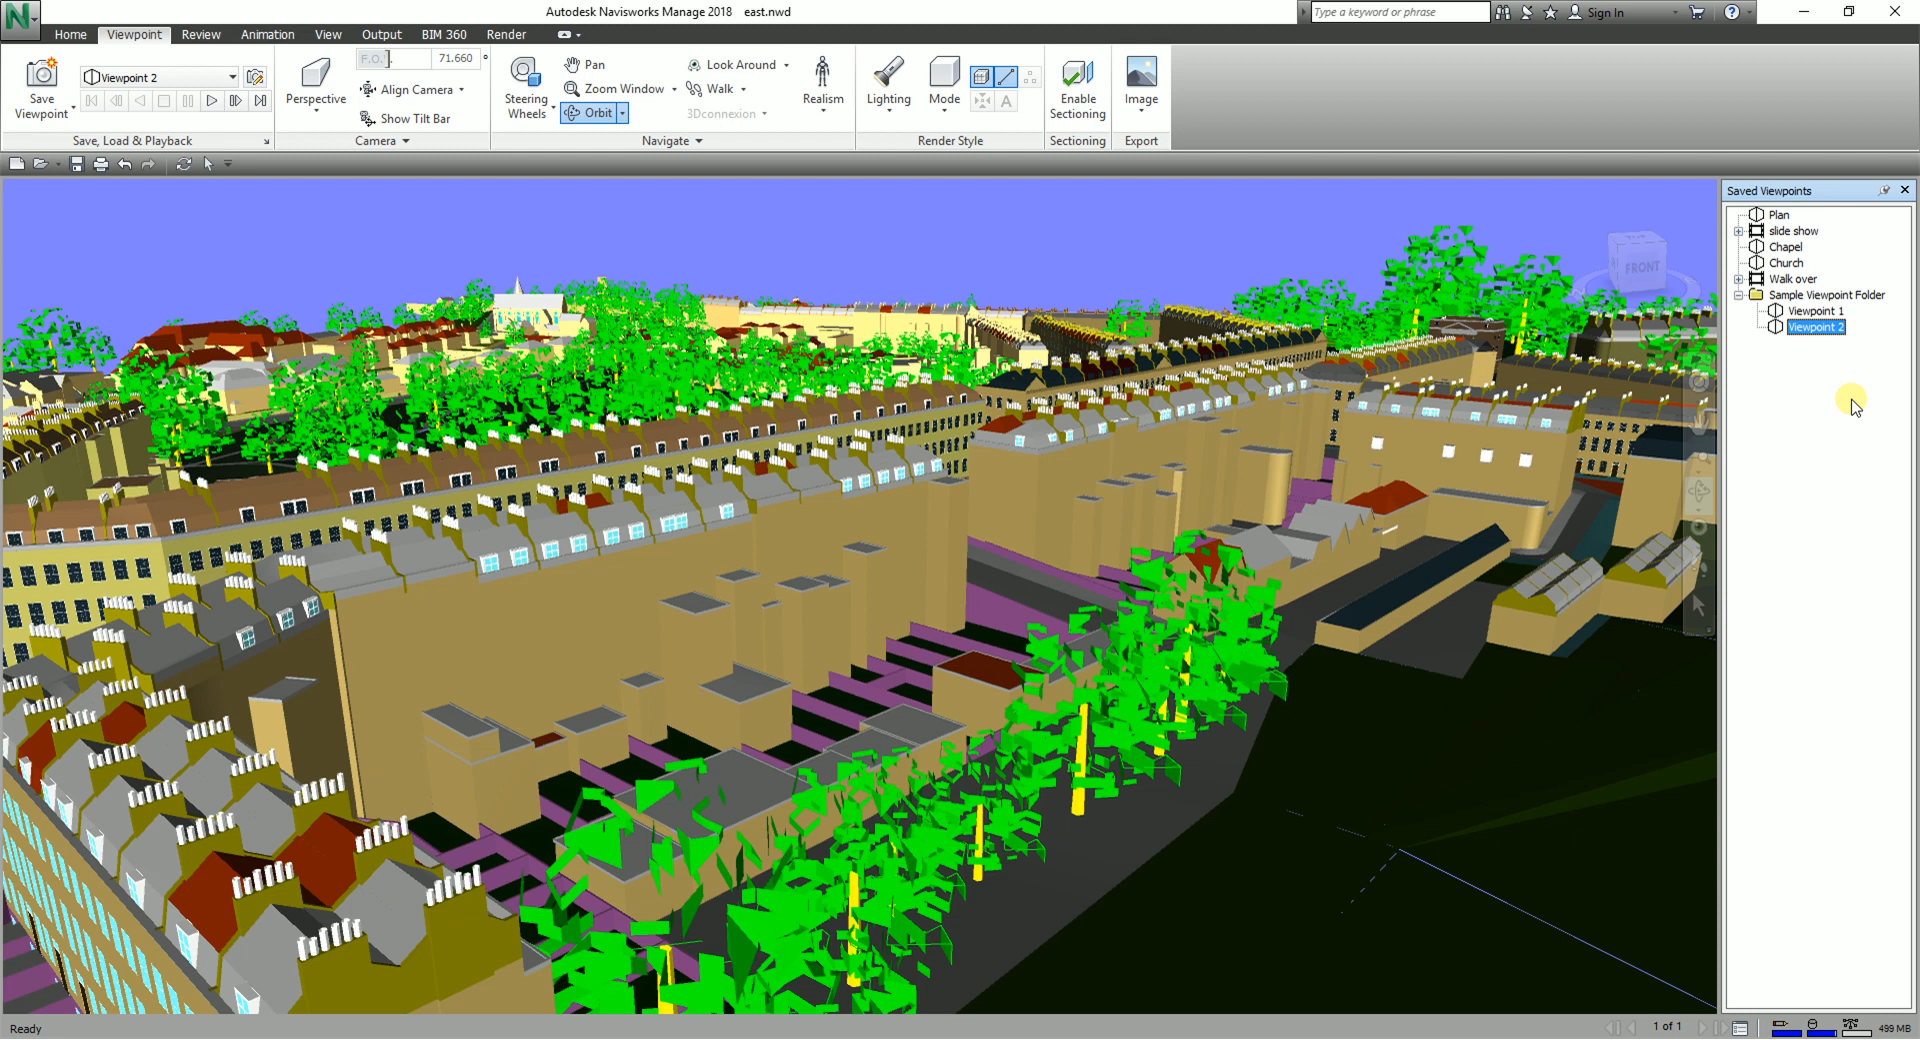 Autodesk Navisworks Manage 2018 east.nwd
Type a keyword or phrase
Sign In
Home Viewpoint Review Animation View Output BIM 360 Render
Save Viewpoint
Viewpoint 2
Save, Load & Playback
Perspective
F.O.V.
71.660 °
Align Camera
Show Tilt Bar
Camera
Steering Wheels
Pan
Zoom Window
Orbit
Look Around
Walk
3Dconnexion
Realism
Navigate
Lighting
Mode
A
Render Style
Enable Sectioning
Sectioning
Image
Export
FRONT
Saved Viewpoints
Plan
slide show
Chapel
Church
Walk over
Sample Viewpoint Folder
Viewpoint 1
Viewpoint 2
Ready
1 of 1
499 MB